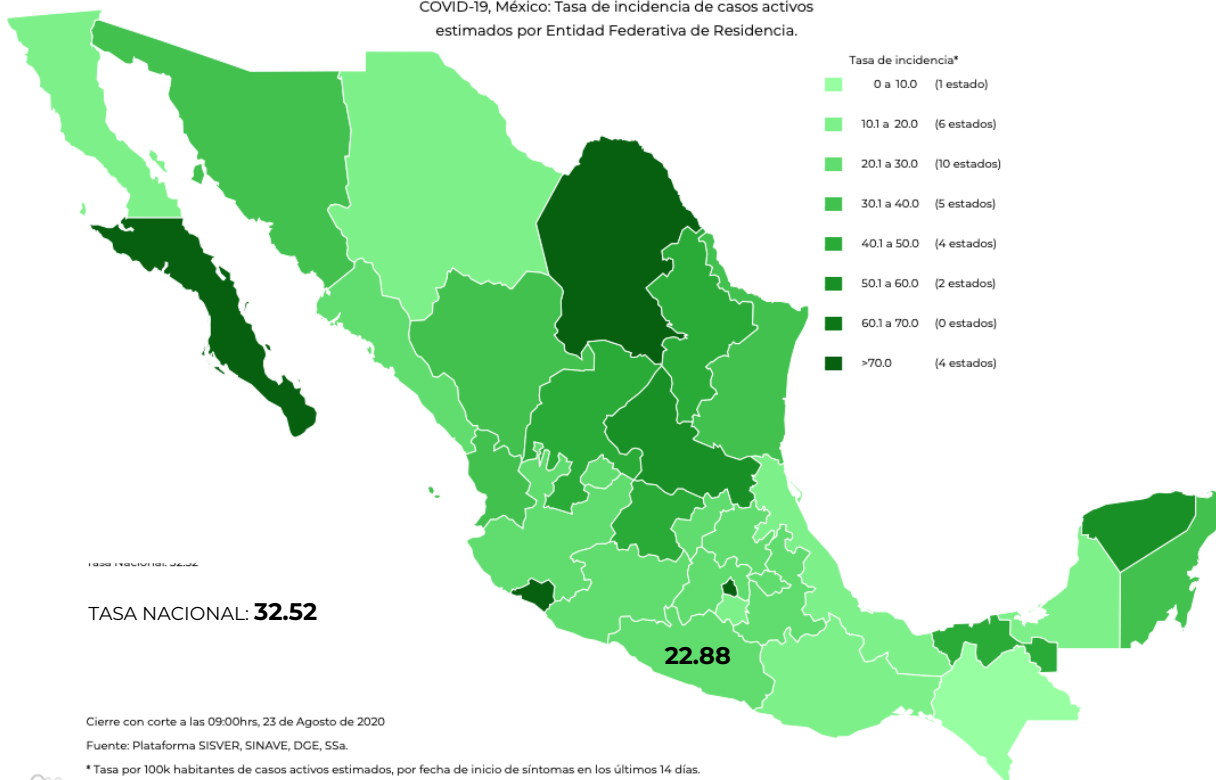 COVID-19, México: Tasa de incidencia de casos activos
estimados por Entidad Federativa de Residencia.
Tasa de incidencia*
0 a 10.0 (1 estado)
10.1 a 20.0 (6 estados)
20.1 a 30.0 (10 estados)
30.1 a 40.0 (5 estados)
40.1 a 50.0 (4 estados)
50.1 a 60.0 (2 estados)
60.1 a 70.0 (0 estados)
>70.0 (4 estados)
Tasa Nacional: 32.52
TASA NACIONAL: 32.52
22.88
Cierre con corte a las 09:00hrs, 23 de Agosto de 2020
Fuente: Plataforma SISVER, SINAVE, DGE, SSa.
* Tasa por 100k habitantes de casos activos estimados, por fecha de inicio de síntomas en los últimos 14 días.